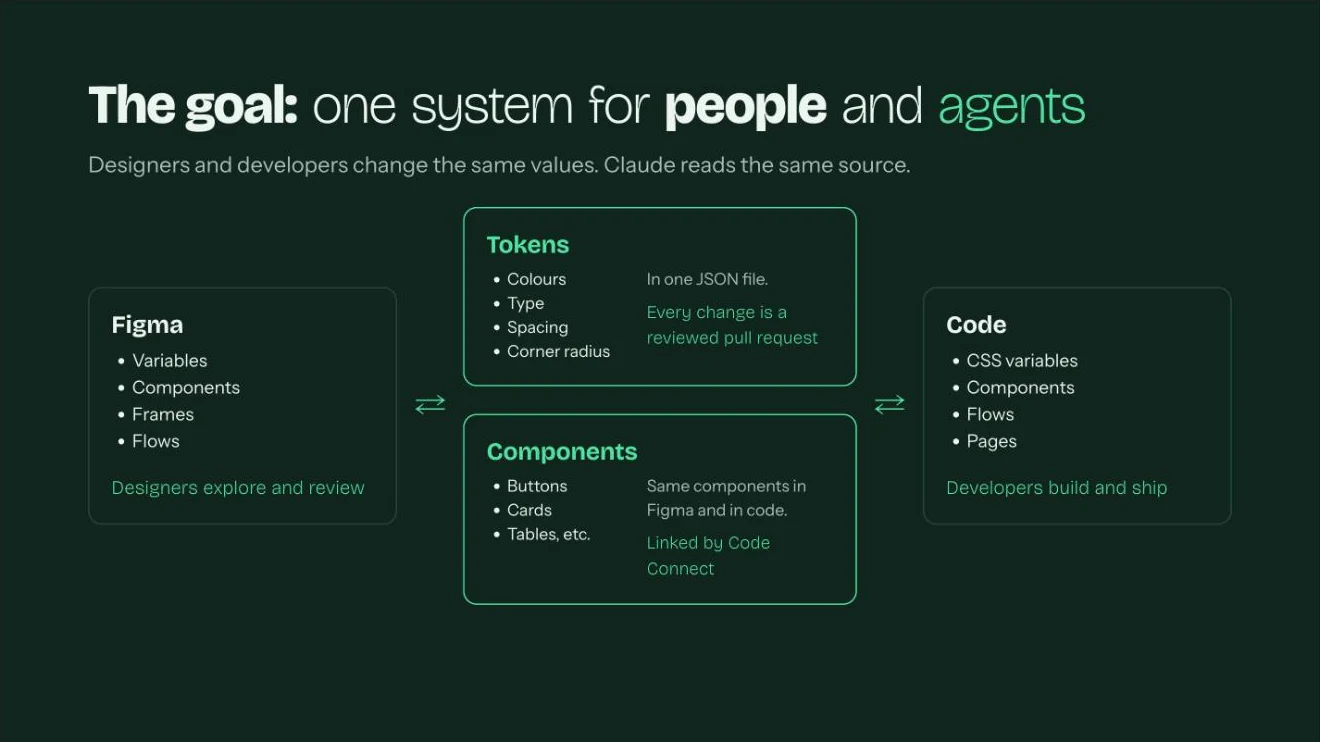 The goal: one system for people and agents
Designers and developers change the same values. Claude reads the same source.
Figma
Variables
Components
Frames
Flows
Designers explore and review
Tokens
Colours
Type
Spacing
Corner radius
In one JSON file.
Every change is a
reviewed pull request
Components
Buttons
Cards
Tables, etc.
Same components in
Figma and in code.
Linked by Code
Connect
Code
CSS variables
Components
Flows
Pages
Developers build and ship